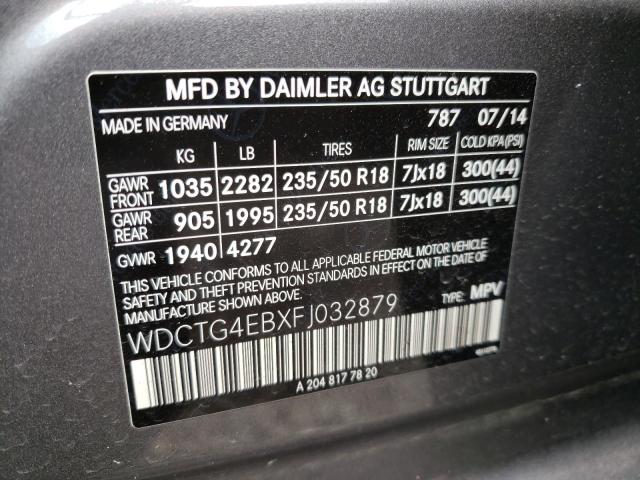 MFD BY DAIMLER AG STUTTGART
MADE IN GERMANY 787 07/14
KG LB TIRES RIM SIZE COLD KPA(PSI)
GAWR FRONT 1035 2282 235/50 R18 7Jx18 300(44)
GAWR REAR 905 1995 235/50 R18 7Jx18 300(44)
GVWR 1940 4277
THIS VEHICLE CONFORMS TO ALL APPLICABLE FEDERAL MOTOR VEHICLE
SAFETY AND THEFT PREVENTION STANDARDS IN EFFECT ON THE DATE OF
MANUFACTURE SHOWN ABOVE.
WDCTG4EBXFJ032879 TYPE: MPV
A 204 817 78 20